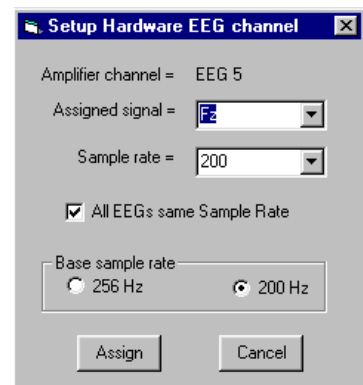 Setup Hardware EEG channel
Amplifier channel = EEG 5
Assigned signal = Fz
Sample rate = 200
All EEGs same Sample Rate
Base sample rate
256 Hz 200 Hz
Assign Cancel